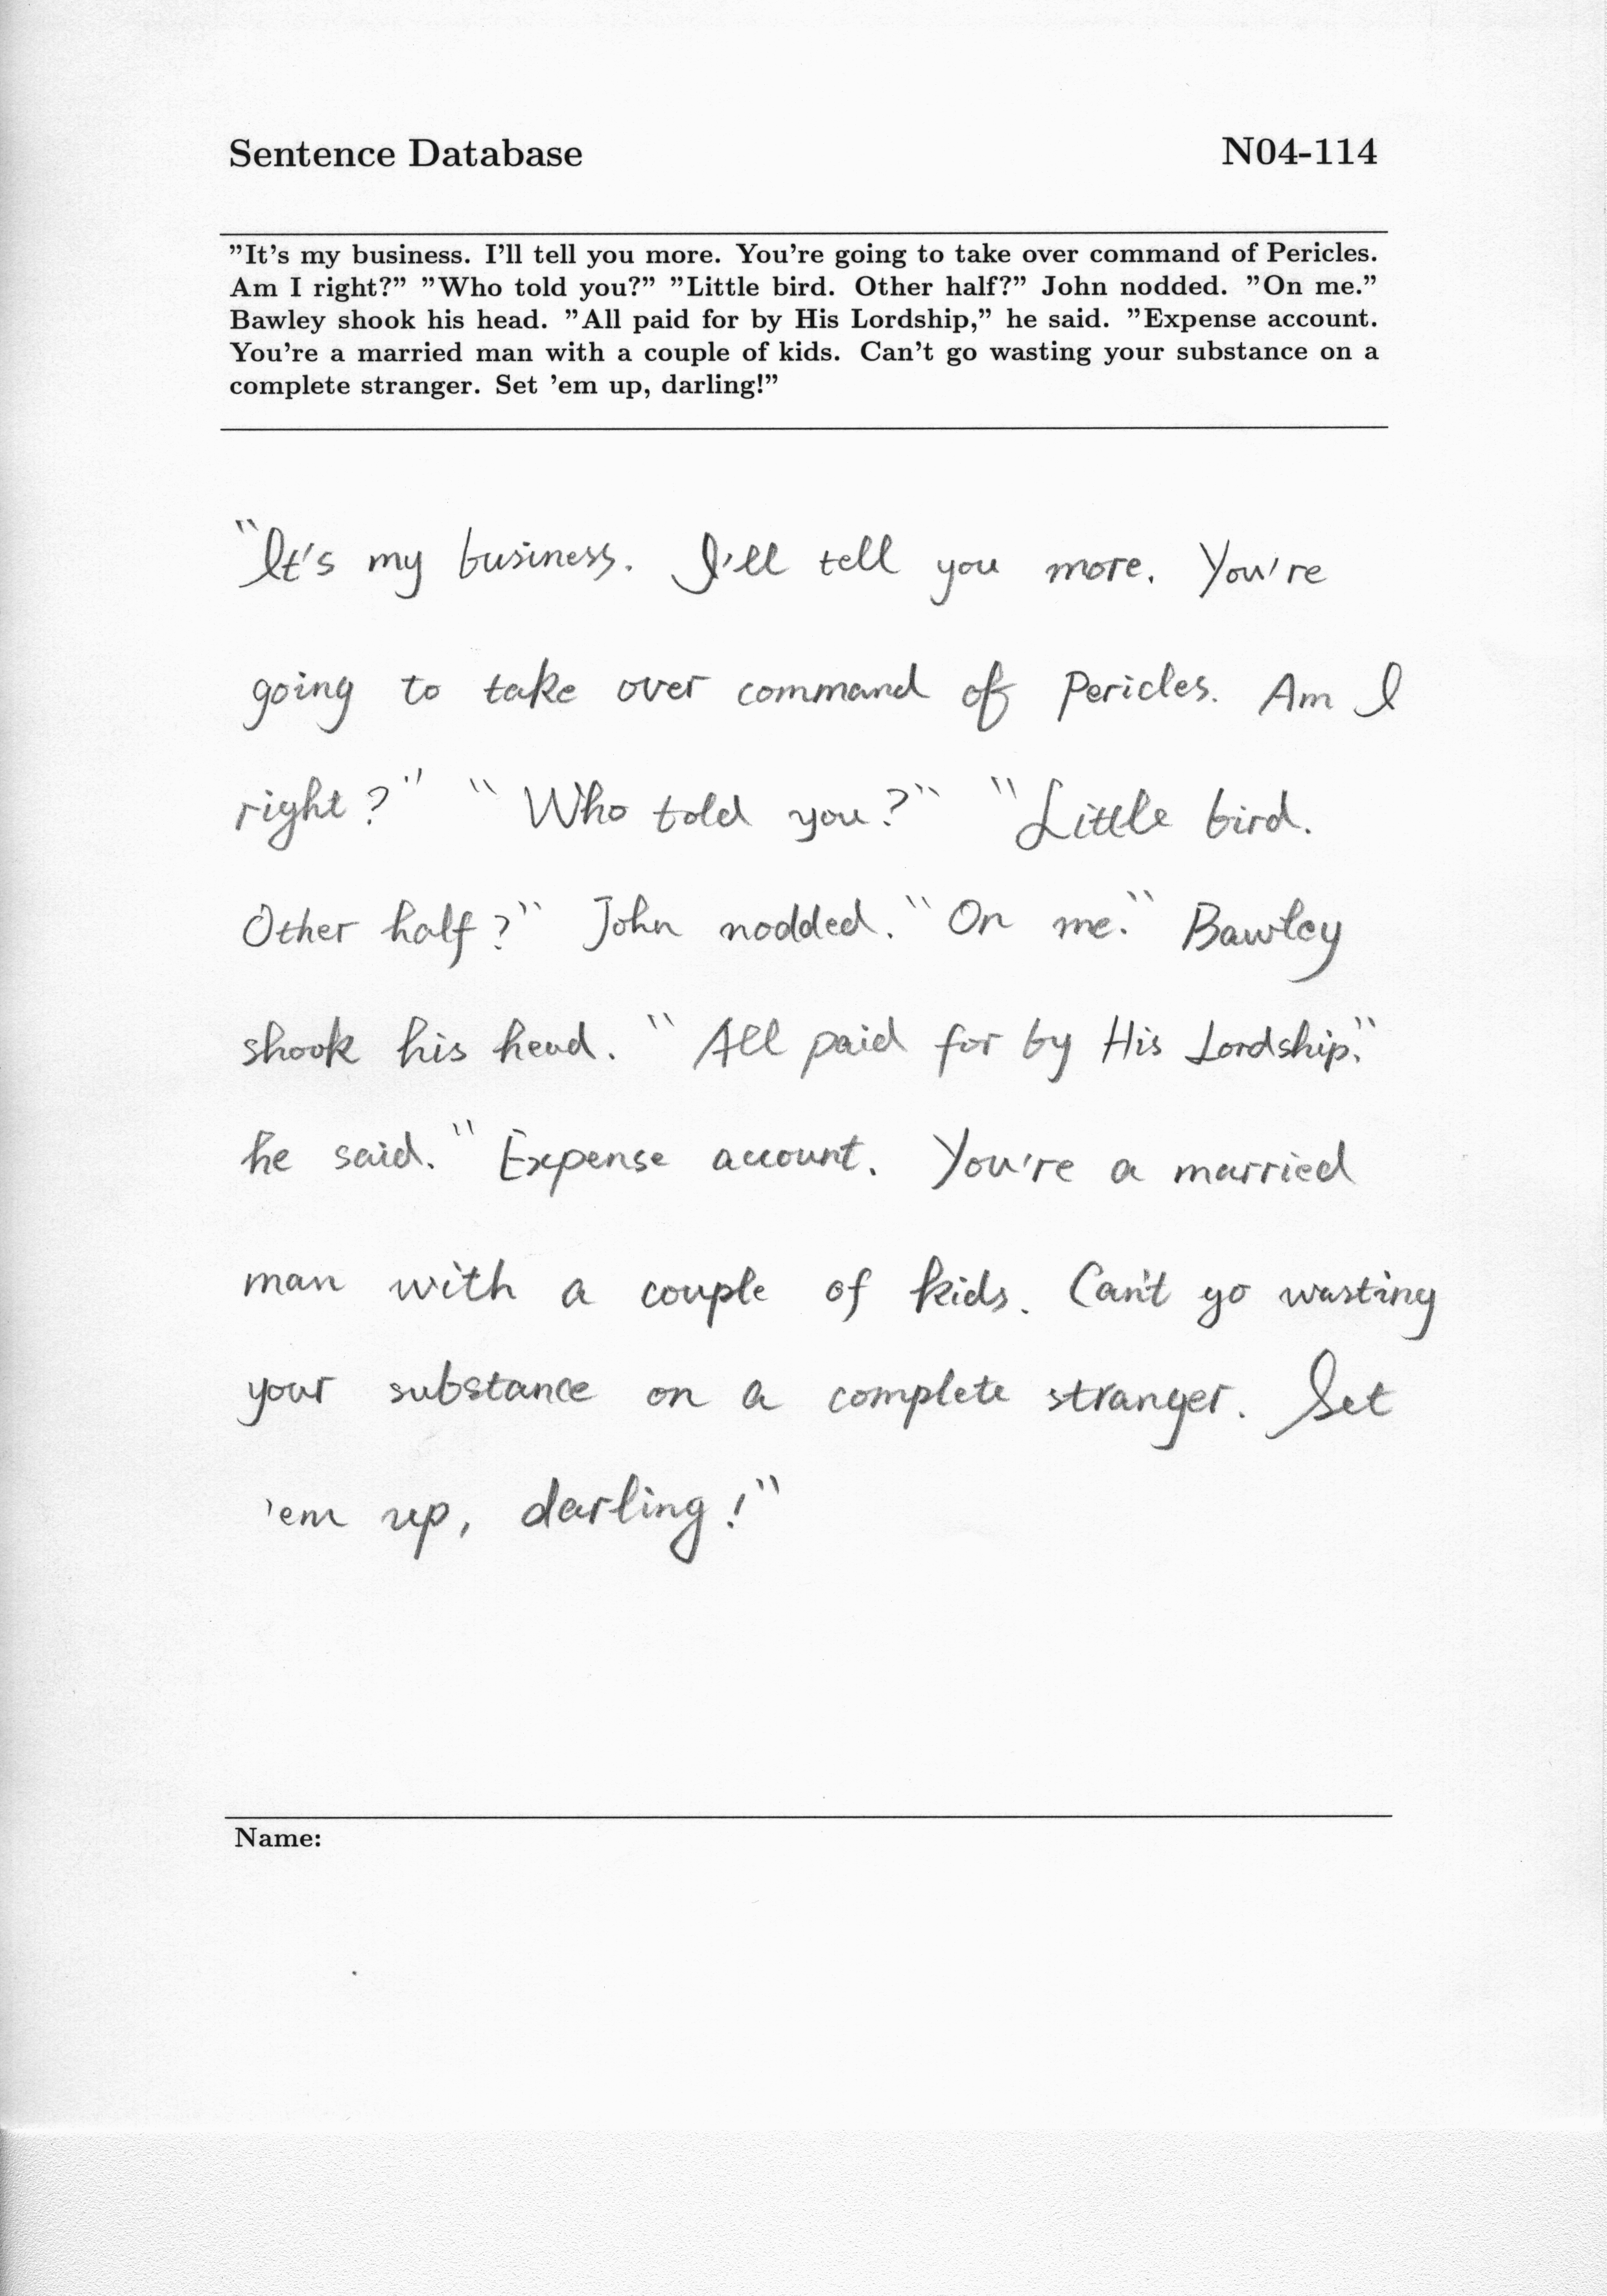 Sentence Database N04-114
”It’s my business. I’ll tell you more. You’re going to take over command of Pericles.
Am I right?” ”Who told you?” ”Little bird. Other half?” John nodded. ”On me.”
Bawley shook his head. ”All paid for by His Lordship,” he said. ”Expense account.
You’re a married man with a couple of kids. Can’t go wasting your substance on a
complete stranger. Set ’em up, darling!”
"It's my business. I'll tell you more. You're
going to take over command of Pericles. Am I
right?" "Who told you?" "Little bird.
Other half?" John nodded. "On me." Bawley
shook his head. "All paid for by His Lordship,"
he said. "Expense account. You're a married
man with a couple of kids. Can't go wasting
your substance on a complete stranger. Set
'em up, darling!"
Name: